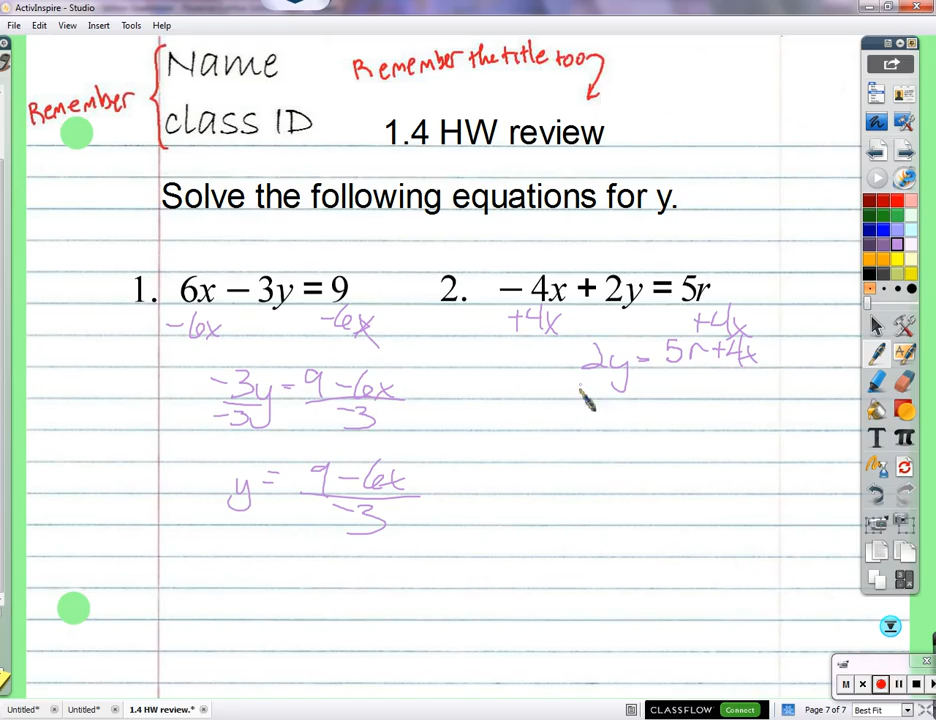 ActivInspire - Studio
File Edit View Insert Tools Help
Remember
Name
class ID
Remember the title too
1.4 HW review
Solve the following equations for y.
1. 6x − 3y = 9
-6x -6x
-3y = 9 - 6x
-3 -3
y = 9 - 6x
-3
2. − 4x + 2y = 5r
+4x +4x
2y = 5r + 4x
Untitled* Untitled* 1.4 HW review.*
CLASSFLOW Connect
Page 7 of 7 Best Fit
M